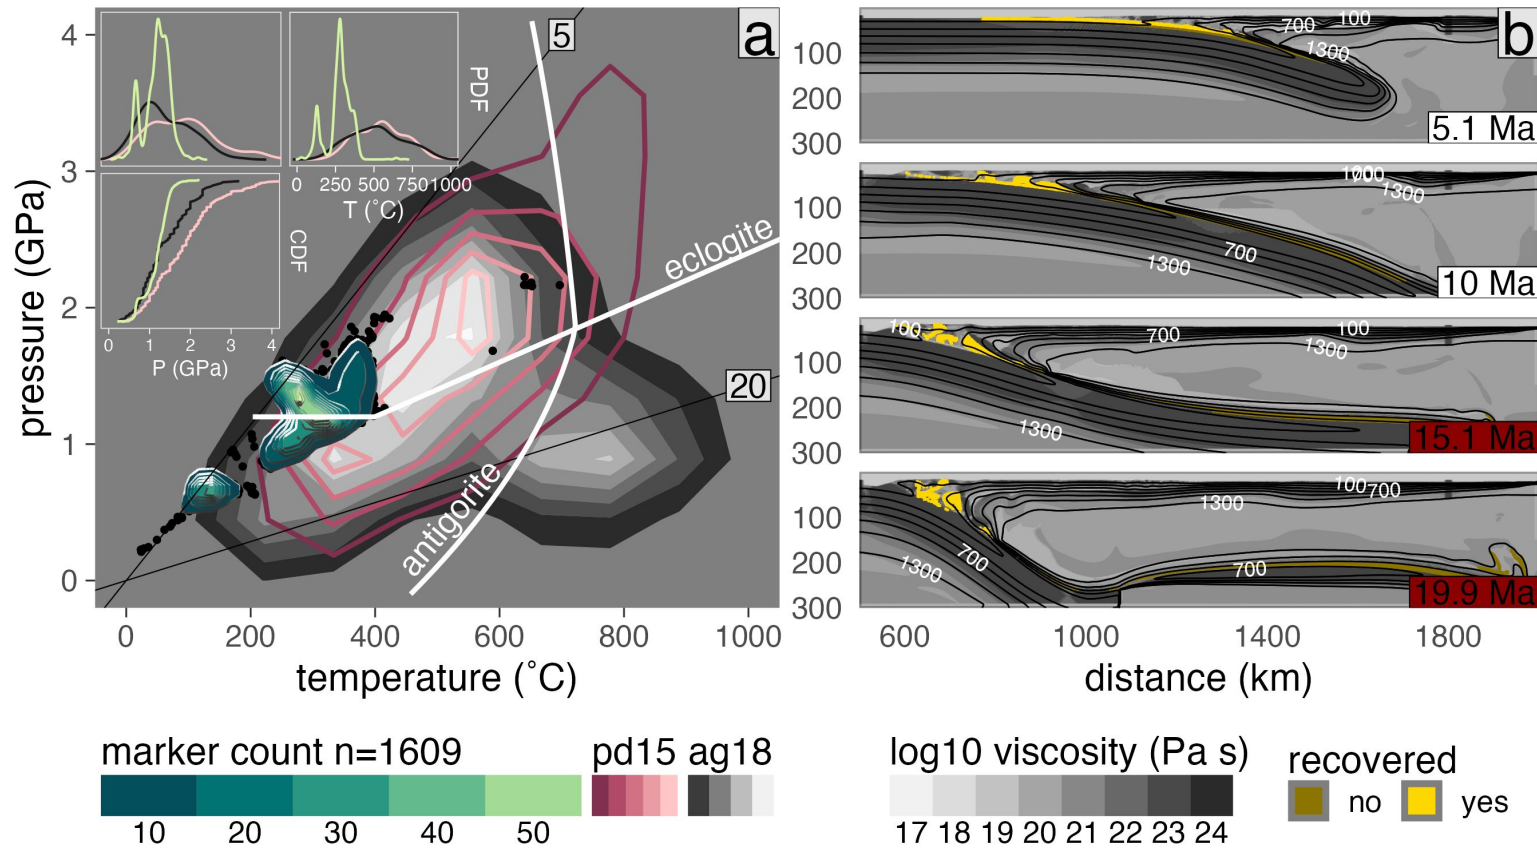 a
4
3
2
1
0
pressure (GPa)
0
200
400
600
800
1000
temperature (˚C)
5
20
eclogite
antigorite
PDF
0
250
500
750
1000
T (˚C)
CDF
0
1
2
3
4
P (GPa)
b
100
200
300
700
100
1300
5.1 Ma
100
200
300
1300
700
1300
10 Ma
100
200
300
100
700
100
1300
1300
15.1 Ma
100
200
300
100
700
1300
700
700
1300
19.9 Ma
600
1000
1400
1800
distance (km)
marker count n=1609
10 20 30 40 50
pd15
ag18
log10 viscosity (Pa s)
17 18 19 20 21 22 23 24
recovered
no
yes